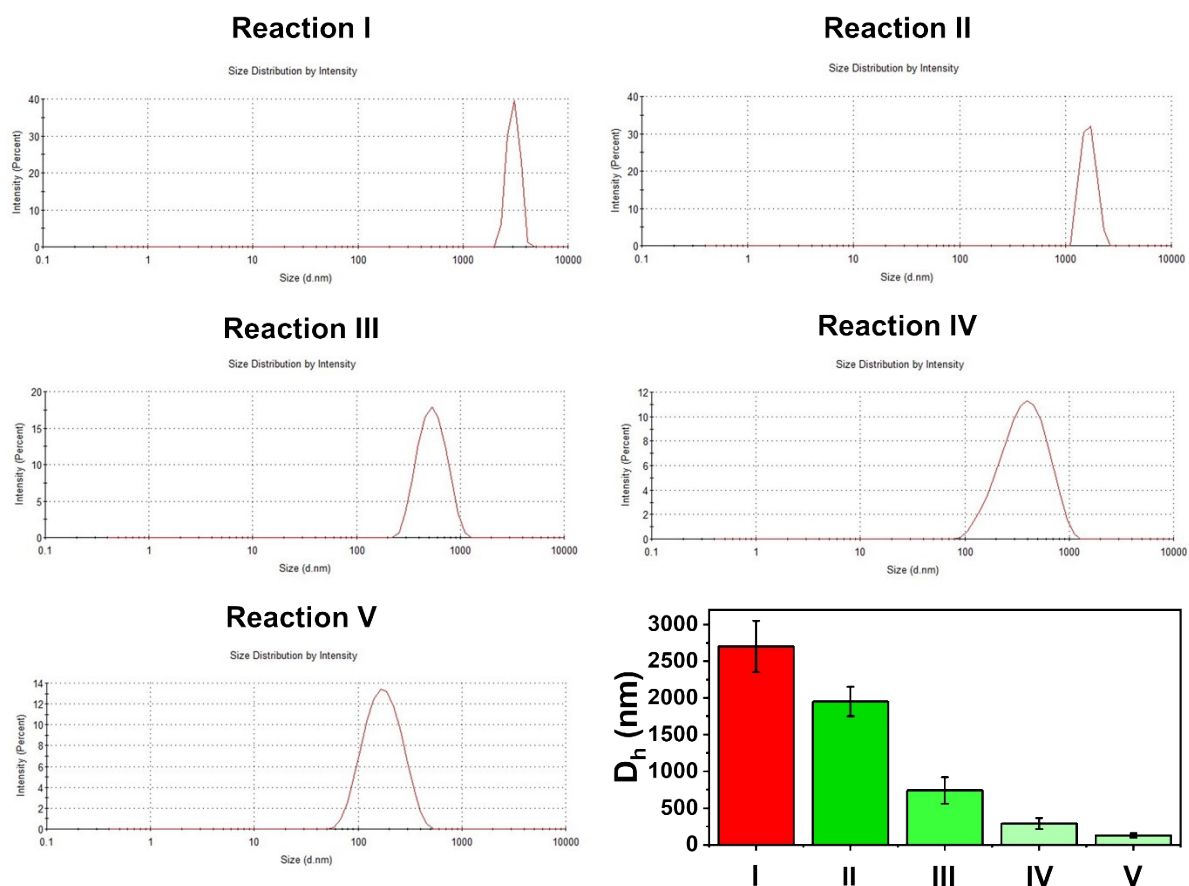 Reaction I
Size Distribution by Intensity
Intensity (Percent)
40
30
20
10
0
0.1 1 10 100 1000 10000
Size (d.nm)
Reaction II
Size Distribution by Intensity
Intensity (Percent)
40
30
20
10
0
0.1 1 10 100 1000 10000
Size (d.nm)
Reaction III
Size Distribution by Intensity
Intensity (Percent)
20
15
10
5
0
0.1 1 10 100 1000 10000
Size (d.nm)
Reaction IV
Size Distribution by Intensity
Intensity (Percent)
12
10
8
6
4
2
0
0.1 1 10 100 1000 10000
Size (d.nm)
Reaction V
Size Distribution by Intensity
Intensity (Percent)
14
12
10
8
6
4
2
0
0.1 1 10 100 1000 10000
Size (d.nm)
Dh (nm)
3000
2500
2000
1500
1000
500
0
I II III IV V